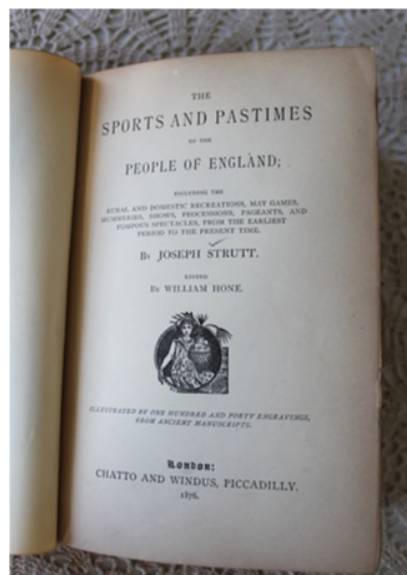 THE
SPORTS AND PASTIMES
OF THE
PEOPLE OF ENGLAND;
INCLUDING THE
RURAL AND DOMESTIC RECREATIONS, MAY GAMES,
MUMMERIES, SHOWS, PROCESSIONS, PAGEANTS, AND
POMPOUS SPECTACLES, FROM THE EARLIEST
PERIOD TO THE PRESENT TIME.
BY JOSEPH STRUTT.
EDITED
BY WILLIAM HONE.
ILLUSTRATED BY ONE HUNDRED AND FORTY ENGRAVINGS,
FROM ANCIENT MANUSCRIPTS.
London:
CHATTO AND WINDUS, PICCADILLY.
1876.